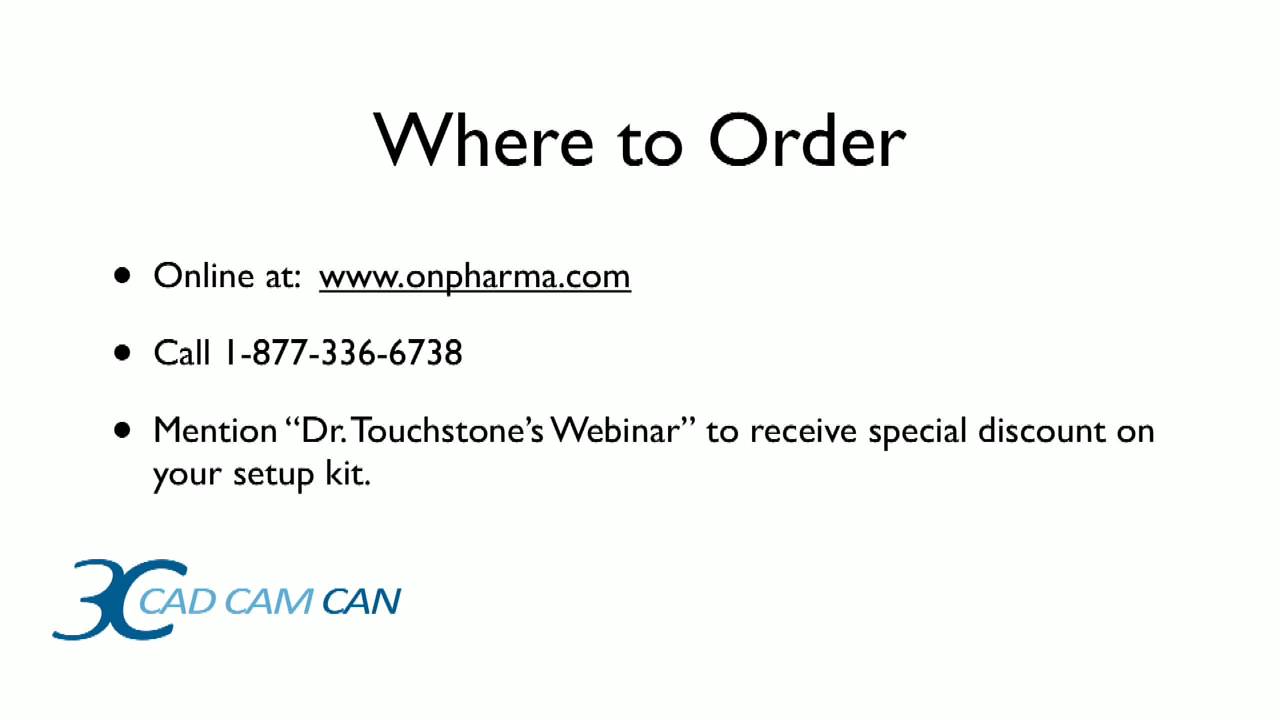 Where to Order
• Online at: www.onpharma.com
• Call 1-877-336-6738
• Mention “Dr. Touchstone’s Webinar” to receive special discount on
your setup kit.
3C CAD CAM CAN